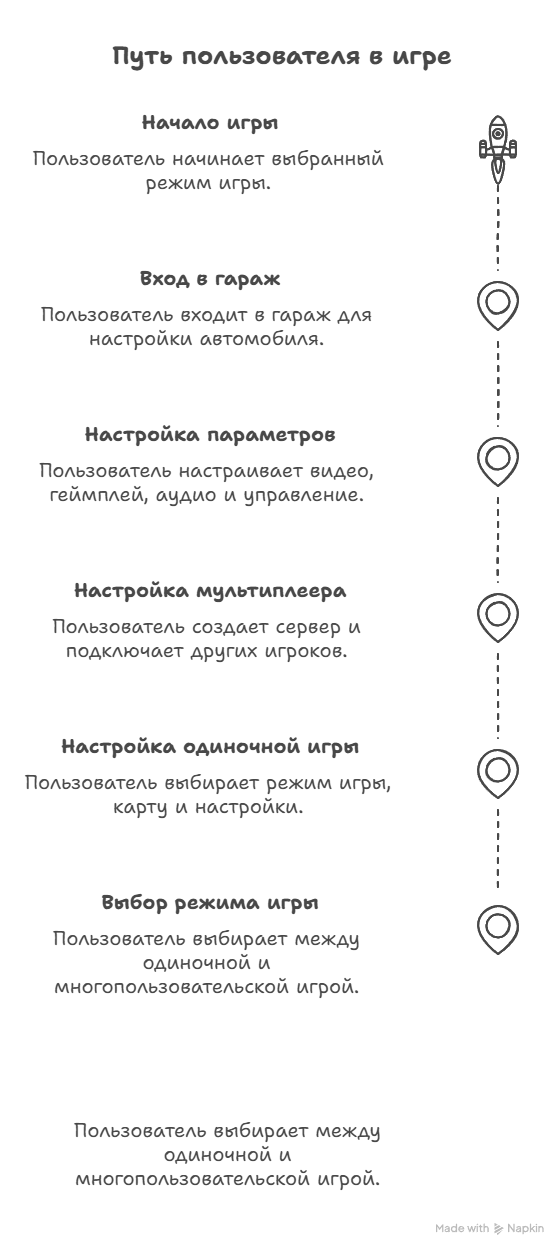 Путь пользователя в игре
Начало игры
Пользователь начинает выбранный
режим игры.
Вход в гараж
Пользователь входит в гараж для
настройки автомобиля.
Настройка параметров
Пользователь настраивает видео,
геймплей, аудио и управление.
Настройка мультиплеера
Пользователь создает сервер и
подключает других игроков.
Настройка одиночной игры
Пользователь выбирает режим игры,
карту и настройки.
Выбор режима игры
Пользователь выбирает между
одиночной и
многопользовательской игрой.
Пользователь выбирает между
одиночной и
многопользовательской игрой.
Made with Napkin